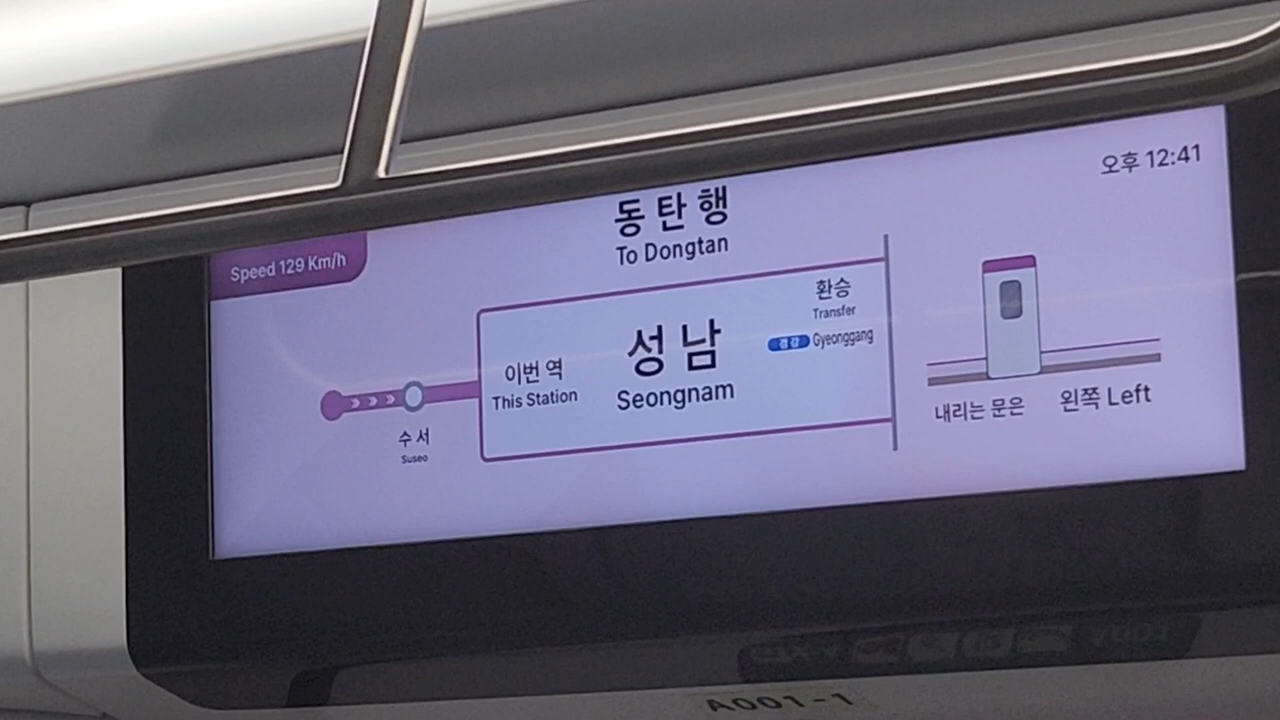 오후 12:41
동탄행
To Dongtan
Speed 129 Km/h
환승
Transfer
경강 Gyeonggang
이번 역
This Station
성남
Seongnam
수서
Suseo
내리는 문은 왼쪽 Left
A001-1